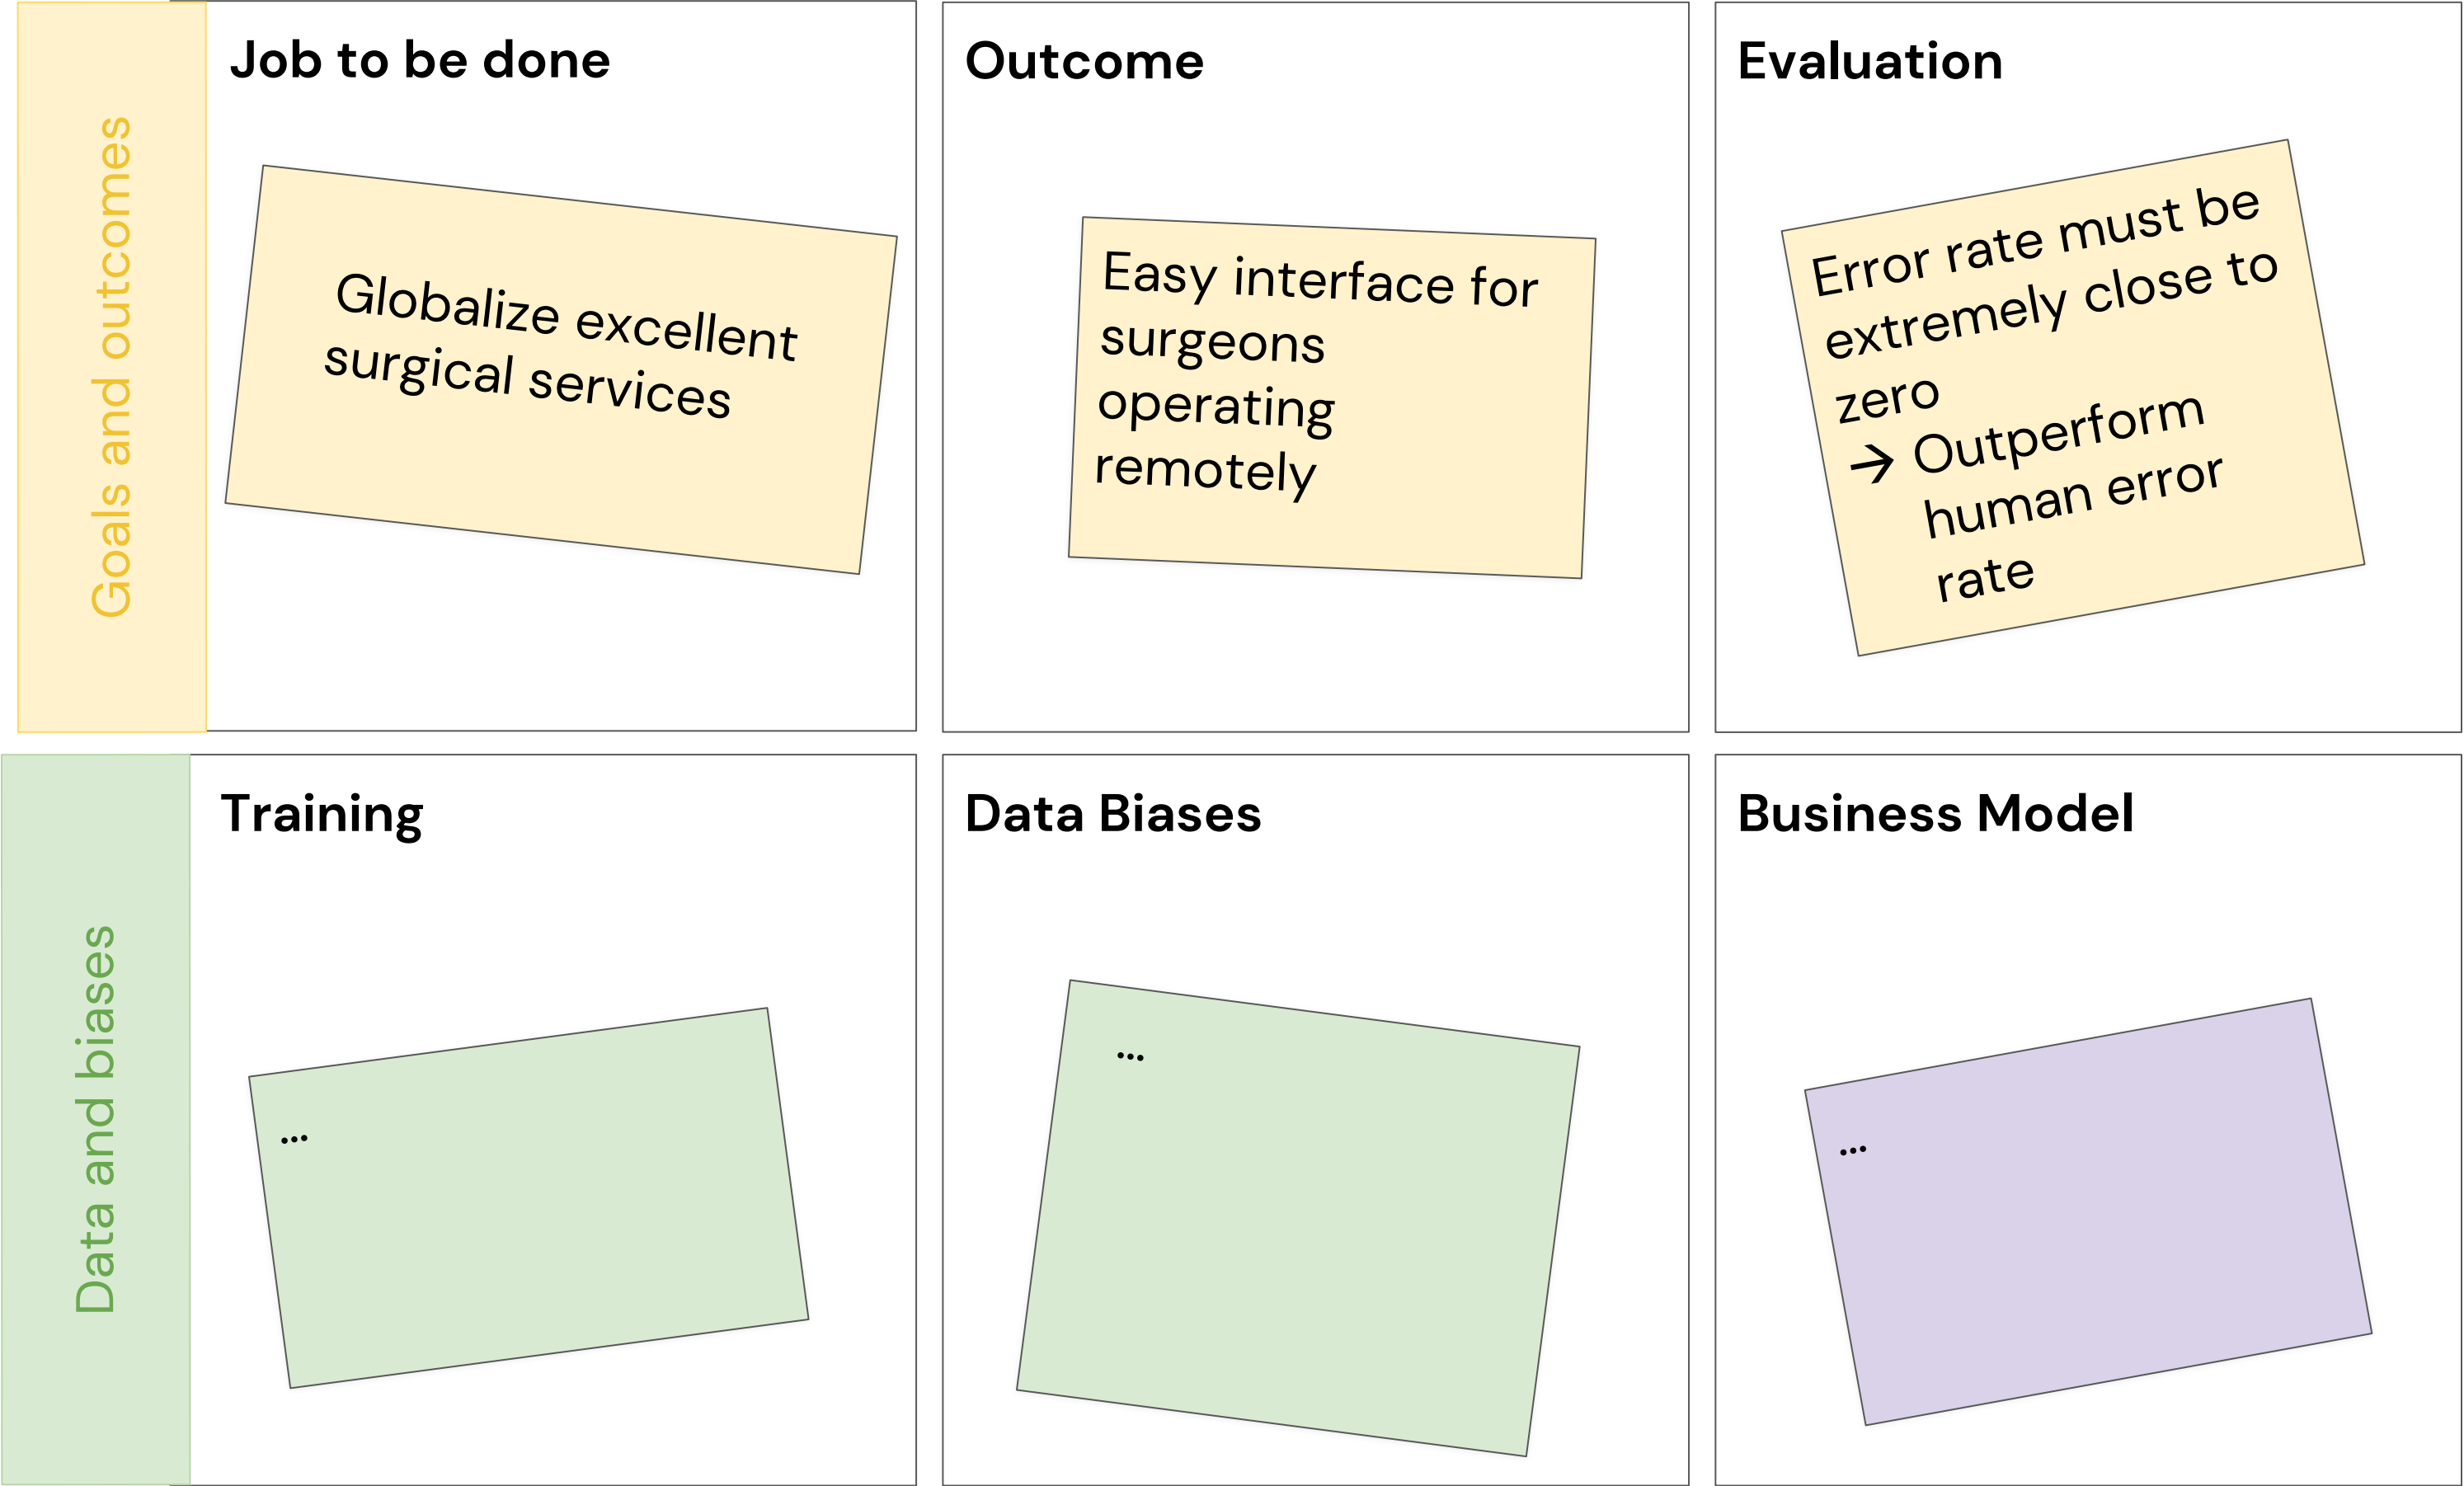 Goals and outcomes
Job to be done
Globalize excellent
surgical services
Outcome
Easy interface for
surgeons
operating
remotely
Evaluation
Error rate must be
extremely close to
zero
→ Outperform
human error
rate
Data and biases
Training
...
Data Biases
...
Business Model
...